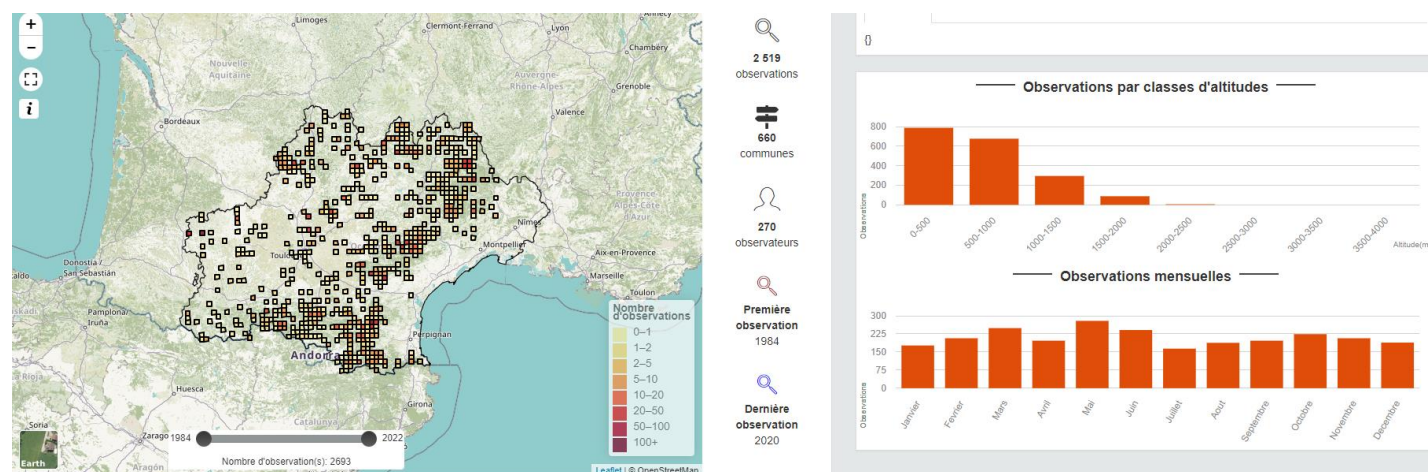 +
−
i
Limoges
Clermont-Ferrand
Lyon
Annecy
Chambéry
Nouvelle-
Aquitaine
Auvergne-
Rhône-Alpes
Grenoble
Bordeaux
Valence
Provence-
Alpes-Côte
d'Azur
Nîmes
Montpellier
Aix-en-Provence
Donostia /
San Sebastián
Marseille
Toulon
Pamplona/
Iruña
Perpignan
Andorra
La Rioja
Huesca
Girona
Catalunya
Soria
Zarago
Aragón
Nombre
d'observations
0–1
1–2
2–5
5–10
10–20
20–50
50–100
100+
Earth
1984
2022
Nombre d'observation(s): 2693
Leaflet | © OpenStreetMap
2 519
observations
660
communes
270
observateurs
Première
observation
1984
Dernière
observation
2020
{}
Observations par classes d'altitudes
800
600
400
200
0
Observations
0-500
500-1000
1000-1500
1500-2000
2000-2500
2500-3000
3000-3500
3500-4000
Altitude(m
Observations mensuelles
300
225
150
75
0
Observations
Janvier
Fevrier
Mars
Avril
Mai
Juin
Juillet
Aout
Septembre
Octobre
Novembre
Decembre